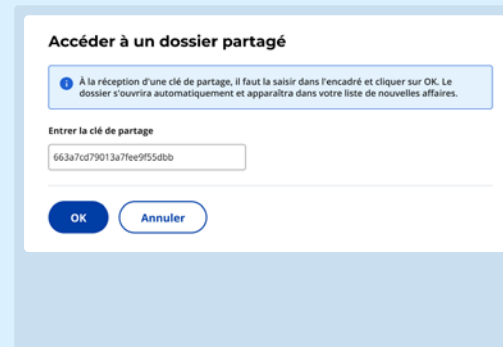 Accéder à un dossier partagé
À la réception d'une clé de partage, il faut la saisir dans l'encadré et cliquer sur OK. Le
dossier s'ouvrira automatiquement et apparaîtra dans votre liste de nouvelles affaires.
Entrer la clé de partage
663a7cd79013a7fee9f55dbb
OK
Annuler